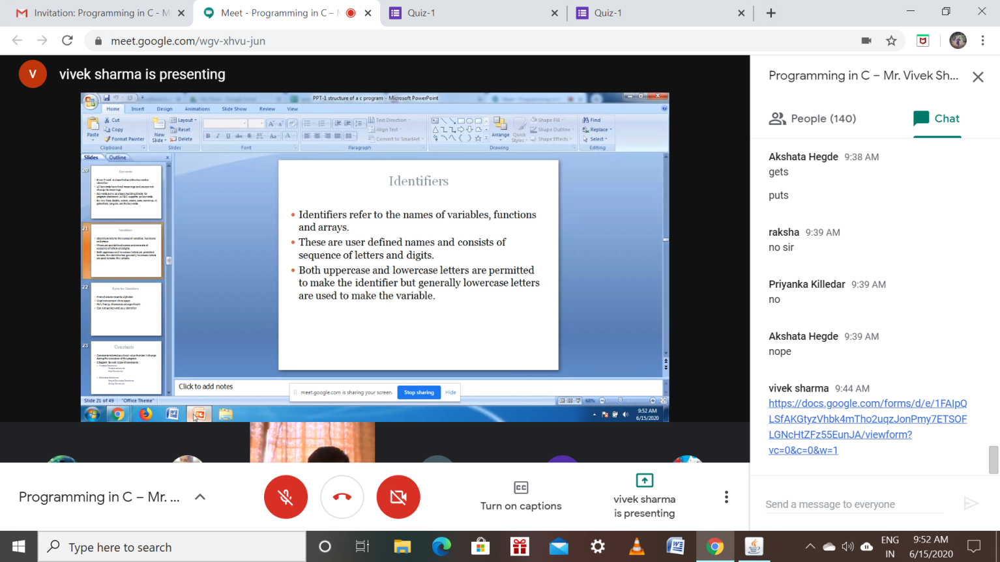 Invitation: Programming in C - M
Meet - Programming in C –
Quiz-1
Quiz-1
meet.google.com/wgv-xhvu-jun
V
vivek sharma is presenting
PPT-1 structure of a c program - Microsoft PowerPoint
Home
Insert
Design
Animations
Slide Show
Review
View
Paste
Cut
Copy
Format Painter
Clipboard
New
Slide
Layout
Reset
Delete
Slides
Font
Text Direction
Align Text
Convert to SmartArt
Paragraph
Arrange
Quick
Styles
Shape Fill
Shape Outline
Shape Effects
Drawing
Find
Replace
Select
Editing
Slides
Outline
20
Keywords
21
Identifiers
22
Rules for Identifiers
23
Constants
Identifiers
• Identifiers refer to the names of variables, functions
and arrays.
• These are user defined names and consists of
sequence of letters and digits.
• Both uppercase and lowercase letters are permitted
to make the identifier but generally lowercase letters
are used to make the variable.
Click to add notes
meet.google.com is sharing your screen.
Stop sharing
Hide
Slide 21 of 49
"Office Theme"
68%
9:52 AM
6/15/2020
Programming in C – Mr. Vivek Sh...
People (140)
Chat
Akshata Hegde 9:38 AM
gets
puts
raksha 9:39 AM
no sir
Priyanka Killedar 9:39 AM
no
Akshata Hegde 9:39 AM
nope
vivek sharma 9:44 AM
https://docs.google.com/forms/d/e/1FAIpQ
LSfAKGtyzVhbk4mTho2uqzJonPmy7ETSOF
LGNcHtZFz55EunJA/viewform?
vc=0&c=0&w=1
Send a message to everyone
Programming in C – Mr. ...
Turn on captions
vivek sharma
is presenting
Type here to search
ENG
IN
9:52 AM
6/15/2020